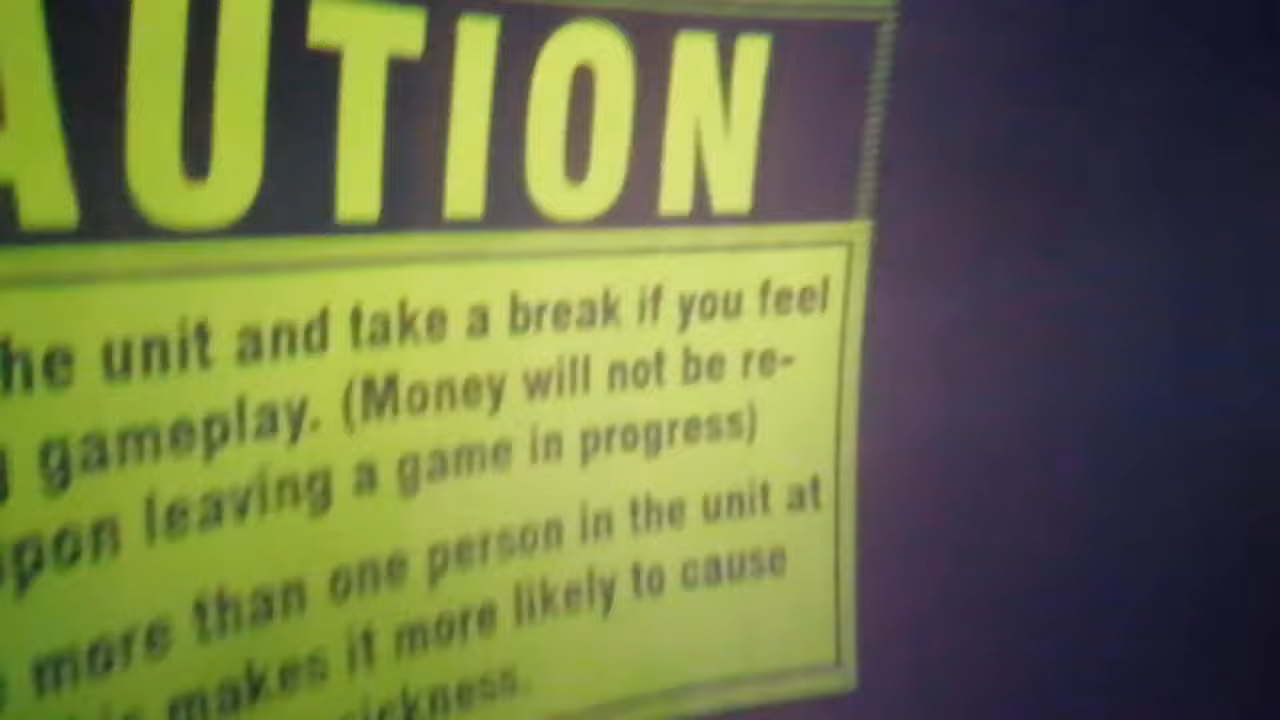 AUTION
he unit and take a break if you feel
gameplay. (Money will not be re-
pon leaving a game in progress)
more than one person in the unit at
makes it more likely to cause
ickness.